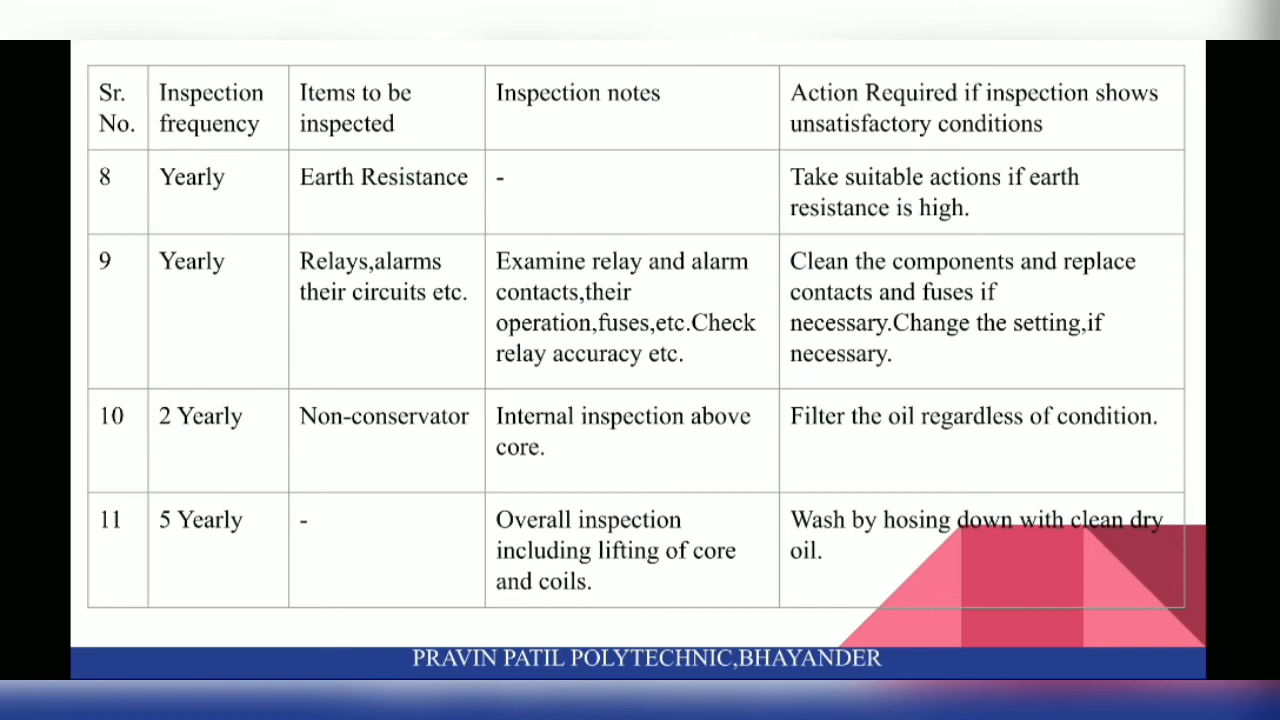 Sr. No. Inspection frequency Items to be inspected Inspection notes Action Required if inspection shows unsatisfactory conditions
8 Yearly Earth Resistance - Take suitable actions if earth resistance is high.
9 Yearly Relays,alarms their circuits etc. Examine relay and alarm contacts,their operation,fuses,etc.Check relay accuracy etc. Clean the components and replace contacts and fuses if necessary.Change the setting,if necessary.
10 2 Yearly Non-conservator Internal inspection above core. Filter the oil regardless of condition.
11 5 Yearly - Overall inspection including lifting of core and coils. Wash by hosing down with clean dry oil.
PRAVIN PATIL POLYTECHNIC,BHAYANDER